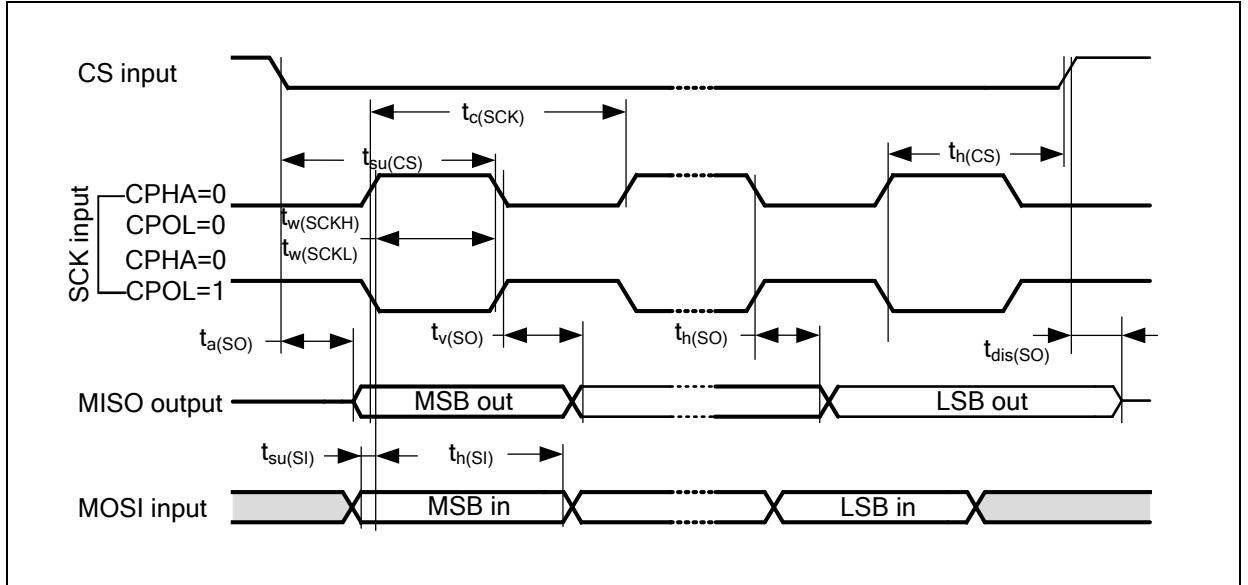 CS input
tc(SCK)
tsu(CS)
th(CS)
SCK input
CPHA=0
CPOL=0
CPHA=0
CPOL=1
tw(SCKH)
tw(SCKL)
ta(SO)
tv(SO)
th(SO)
tdis(SO)
MISO output
MSB out
LSB out
tsu(SI)
th(SI)
MOSI input
MSB in
LSB in